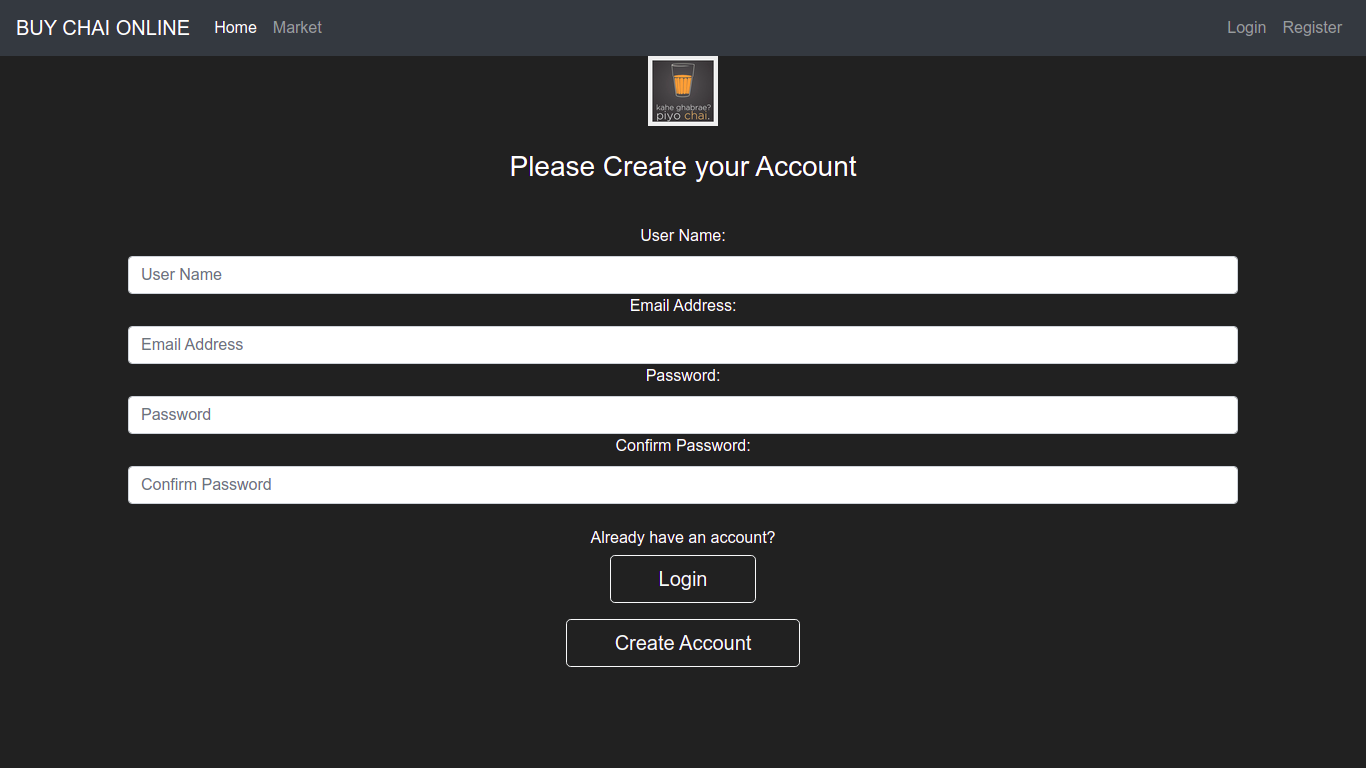 BUY CHAI ONLINE Home Market Login Register
kahe ghabrae?
piyo chai.
Please Create your Account
User Name:
User Name
Email Address:
Email Address
Password:
Password
Confirm Password:
Confirm Password
Already have an account?
Login
Create Account